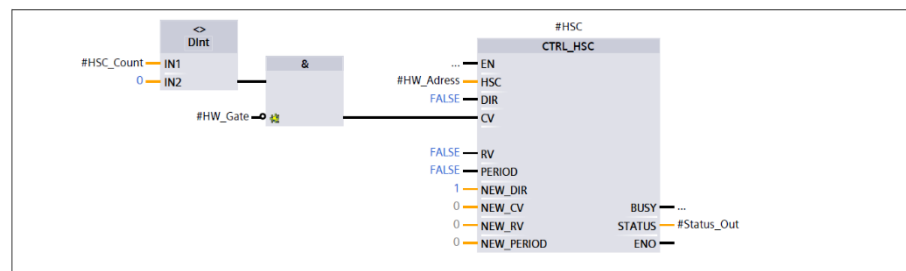 #HSC
<>
DInt
CTRL_HSC
#HSC_Count IN1
&
... EN
0 IN2
#HW_Adress HSC
FALSE DIR
#HW_Gate
CV
FALSE RV
FALSE PERIOD
1 NEW_DIR
0 NEW_CV BUSY ...
0 NEW_RV STATUS #Status_Out
0 NEW_PERIOD ENO